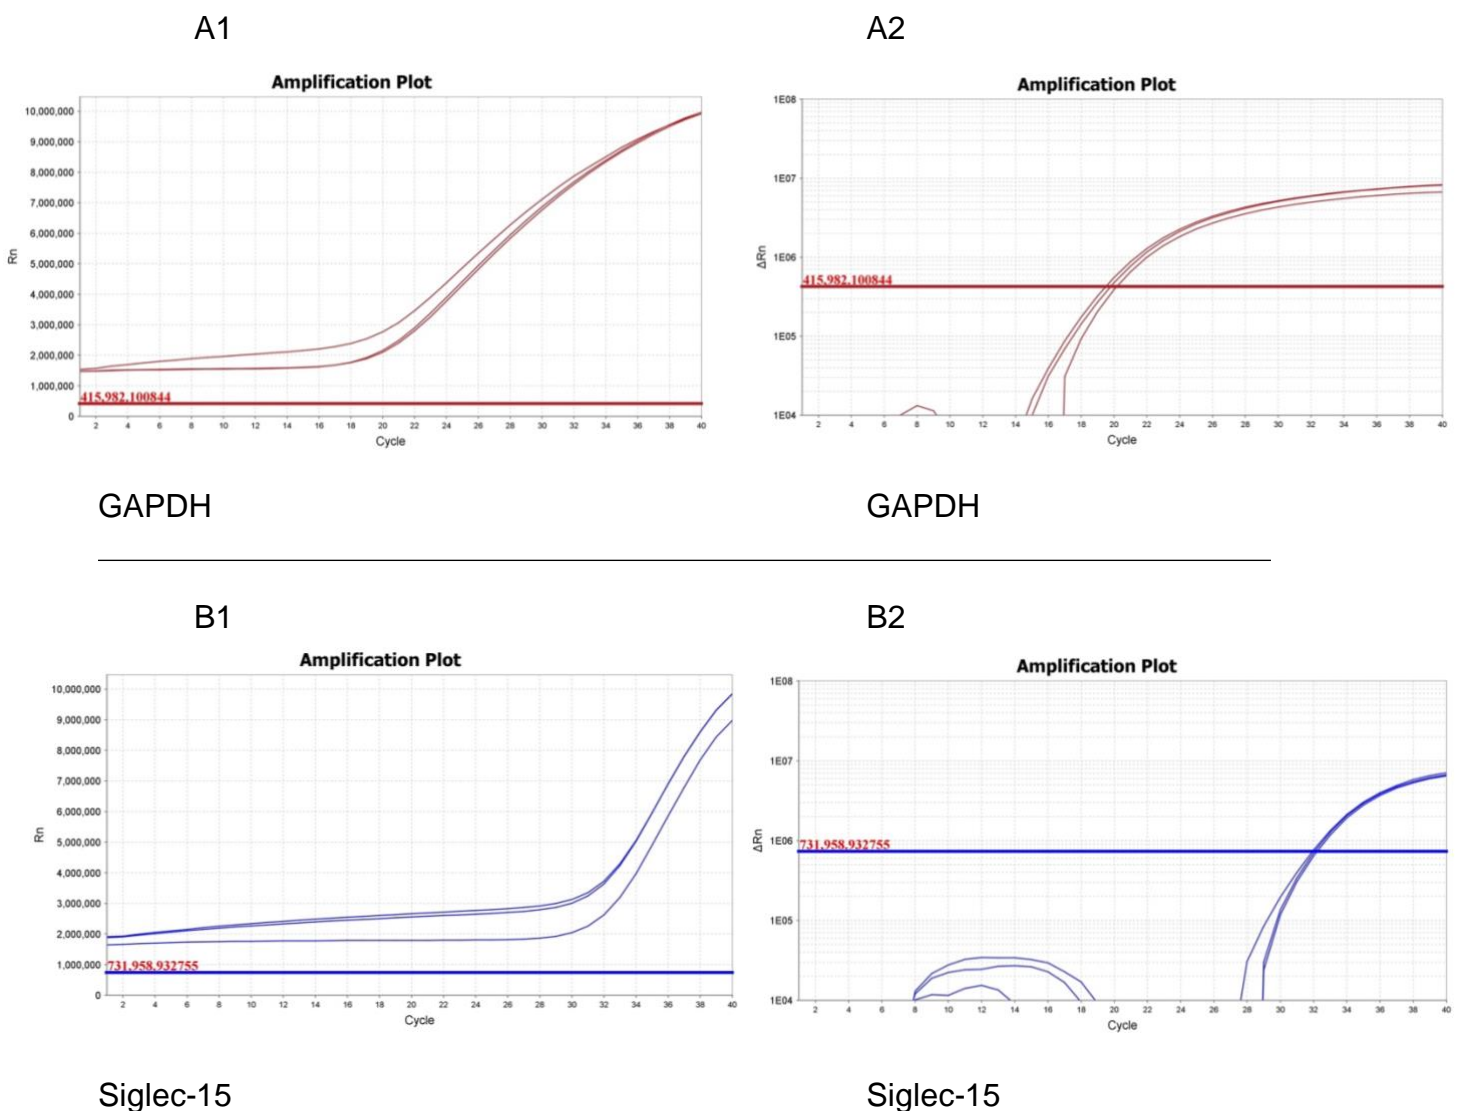 A1 A2
Amplification Plot Amplification Plot
10,000,000 1E08
9,000,000
8,000,000
7,000,000 1E07
6,000,000
Rn ΔRn
5,000,000 1E06
4,000,000 415,982.100844
3,000,000
2,000,000 1E05
1,000,000
415,982.100844
0 1E04
2 4 6 8 10 12 14 16 18 20 22 24 26 28 30 32 34 36 38 40 2 4 6 8 10 12 14 16 18 20 22 24 26 28 30 32 34 36 38 40
Cycle Cycle
GAPDH GAPDH
B1 B2
Amplification Plot Amplification Plot
10,000,000 1E08
9,000,000
8,000,000
7,000,000 1E07
6,000,000
5,000,000 1E06
Rn ΔRn
4,000,000 731,958.932755
3,000,000
2,000,000 1E05
1,000,000
731,958.932755
0 1E04
2 4 6 8 10 12 14 16 18 20 22 24 26 28 30 32 34 36 38 40 2 4 6 8 10 12 14 16 18 20 22 24 26 28 30 32 34 36 38 40
Cycle Cycle
Siglec-15 Siglec-15